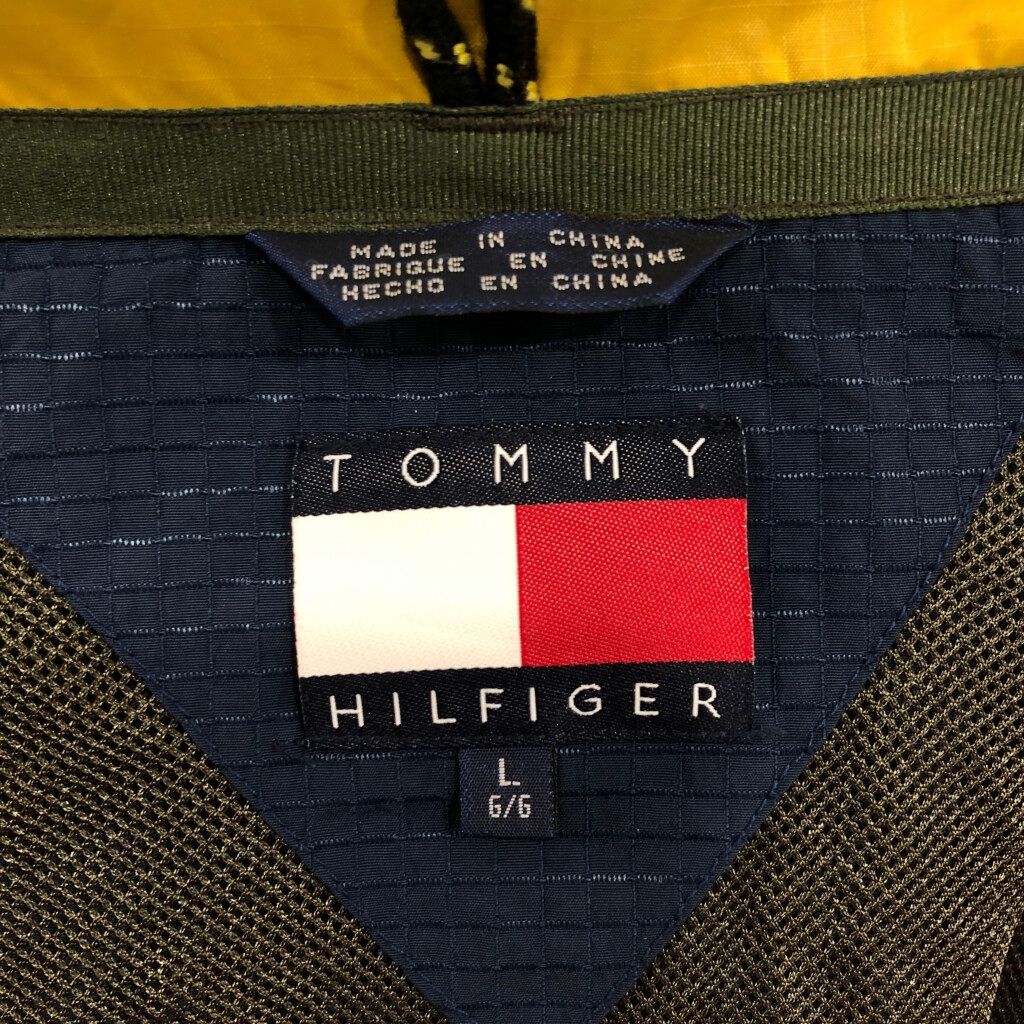 MADE IN CHINA
FABRIQUE EN CHINE
HECHO EN CHINA
TOMMY
HILFIGER
L
G/G